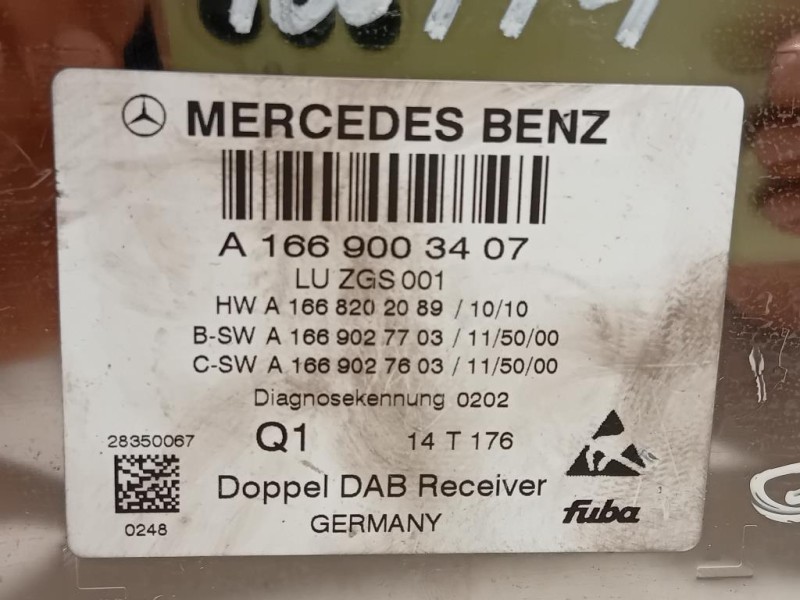 MERCEDES BENZ
A 166 900 34 07
LU ZGS 001
HW A 166 820 20 89 / 10/10
B-SW A 166 902 77 03 / 11/50/00
C-SW A 166 902 76 03 / 11/50/00
Diagnosekennung 0202
28350067
Q1 14 T 176
Doppel DAB Receiver
0248
GERMANY
fuba